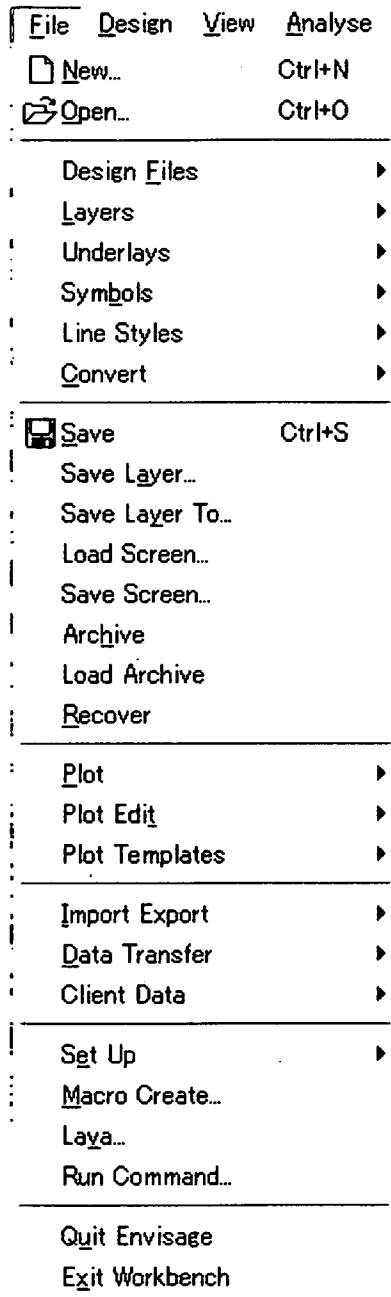 File Design View Analyse
New... Ctrl+N
Open... Ctrl+O
Design Files
Layers
Underlays
Symbols
Line Styles
Convert
Save Ctrl+S
Save Layer...
Save Layer To...
Load Screen...
Save Screen...
Archive
Load Archive
Recover
Plot
Plot Edit
Plot Templates
Import Export
Data Transfer
Client Data
Set Up
Macro Create...
Lava...
Run Command...
Quit Envisage
Exit Workbench